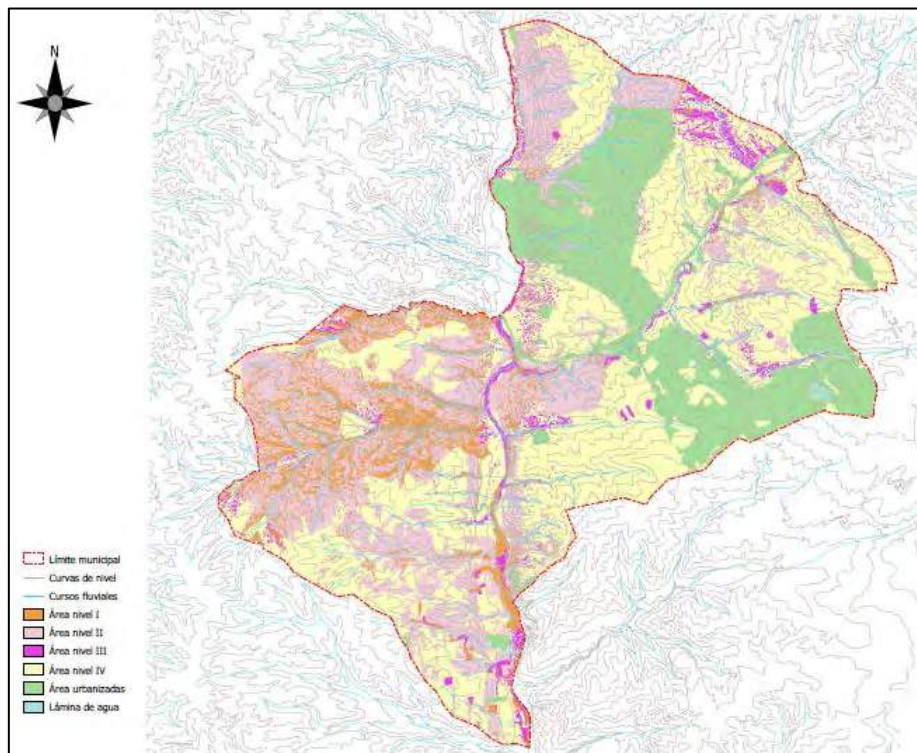 N
Límite municipal
Curvas de nivel
Cursos fluviales
Área nivel I
Área nivel II
Área nivel III
Área nivel IV
Área urbanizadas
Lámina de agua